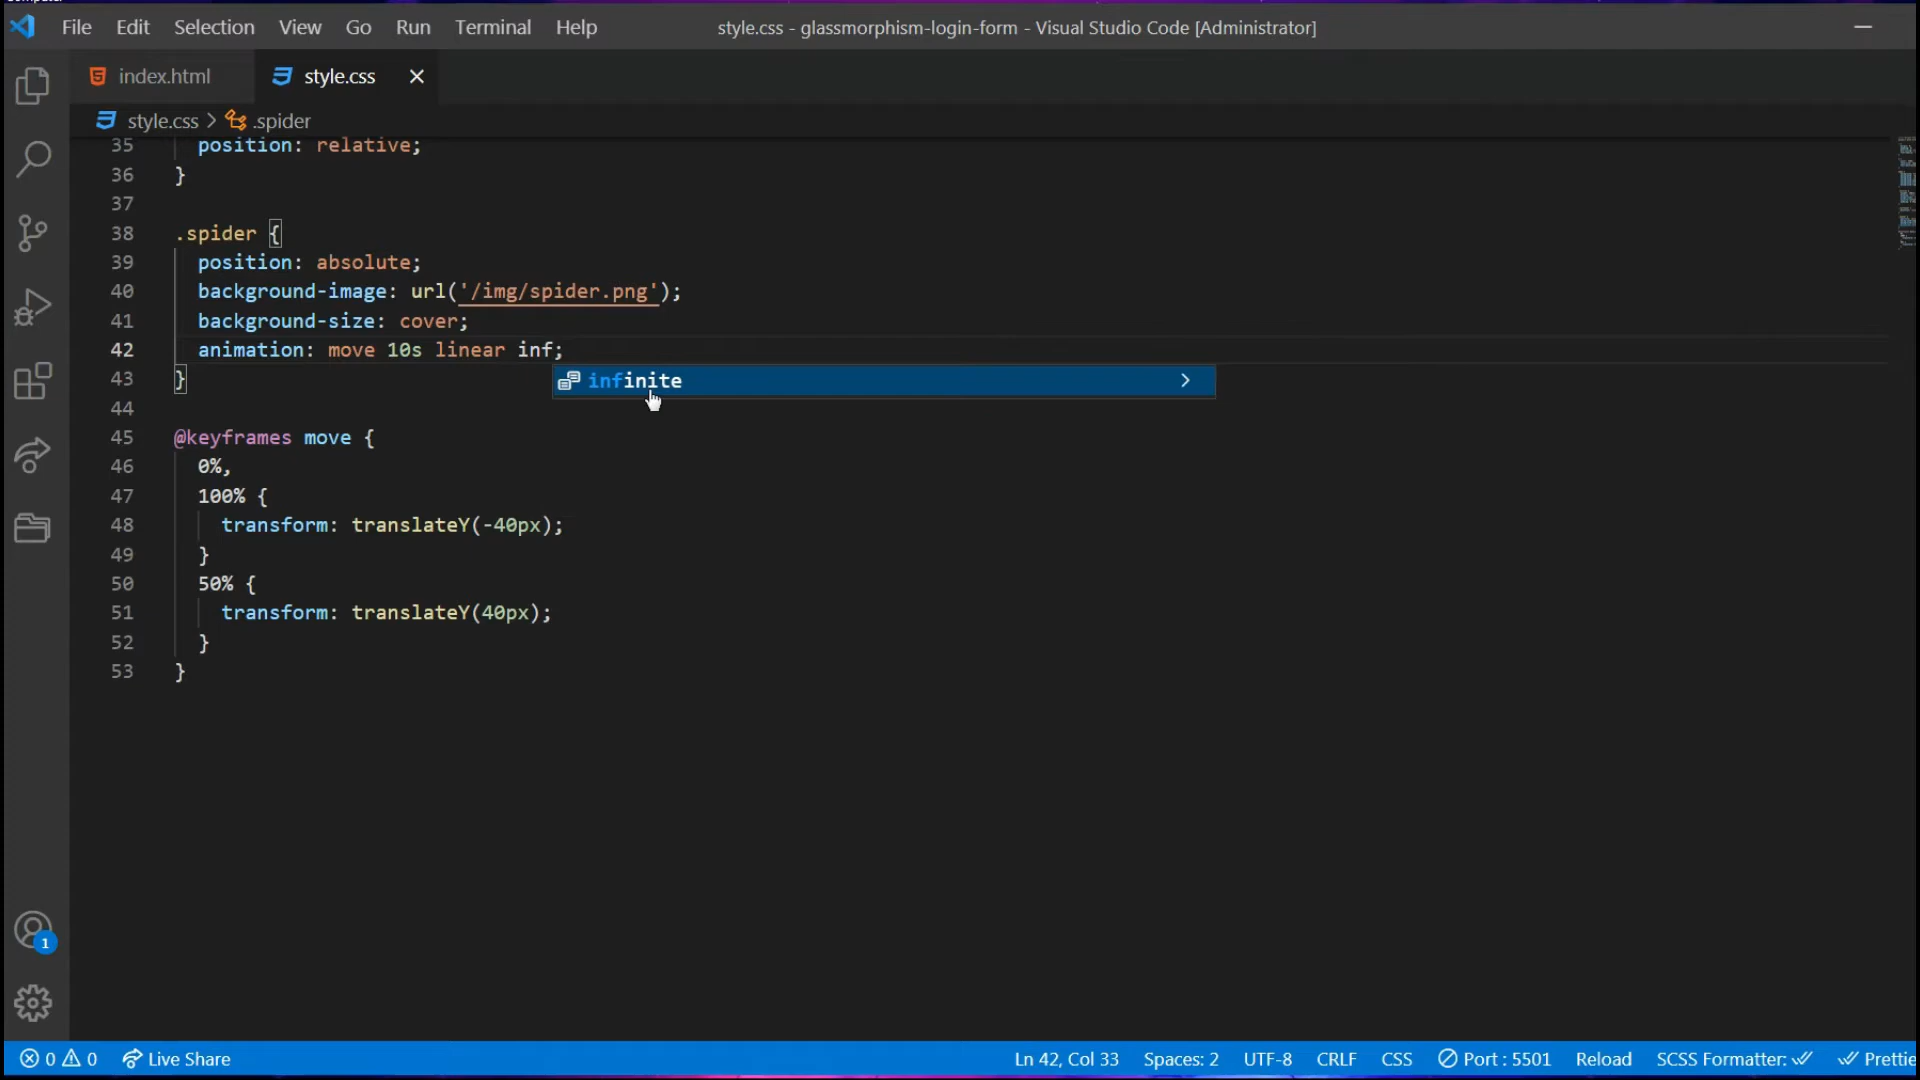 File Edit Selection View Go Run Terminal Help style.css - glassmorphism-login-form - Visual Studio Code [Administrator]
index.html style.css
style.css > .spider
35 position: relative;
36 }
37
38 .spider {
39 position: absolute;
40 background-image: url('/img/spider.png');
41 background-size: cover;
42 animation: move 10s linear inf;
infinite
43 }
44
45 @keyframes move {
46 0%,
47 100% {
48 transform: translateY(-40px);
49 }
50 50% {
51 transform: translateY(40px);
52 }
53 }
1
0 0 Live Share Ln 42, Col 33 Spaces: 2 UTF-8 CRLF CSS Port : 5501 Reload SCSS Formatter: Prettie